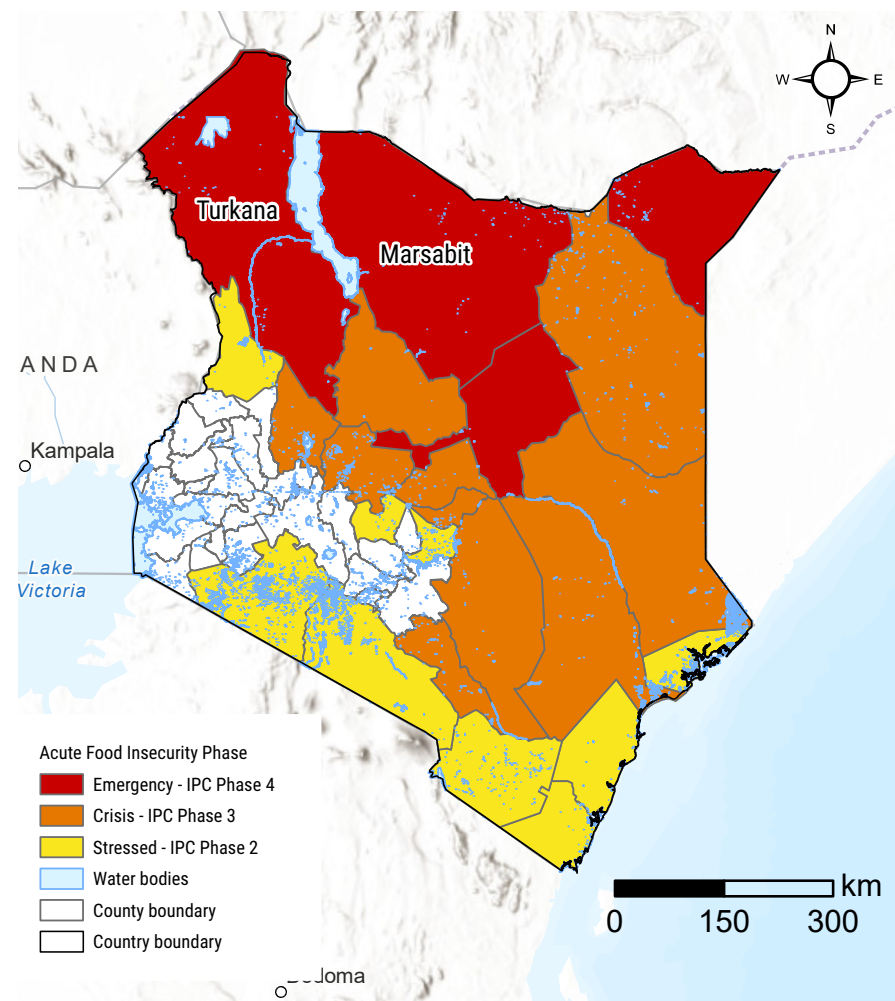 N
W E
S
Turkana
Marsabit
ANDA
Kampala
Lake
Victoria
Acute Food Insecurity Phase
Emergency - IPC Phase 4
Crisis - IPC Phase 3
Stressed - IPC Phase 2
Water bodies
County boundary
Country boundary
km
0 150 300